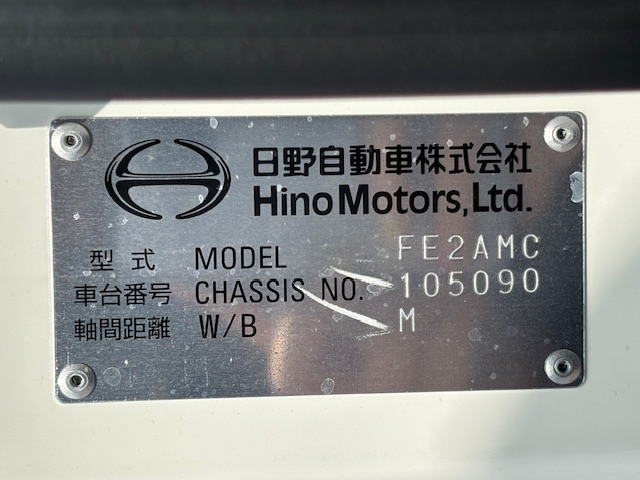 日野自動車株式会社
Hino Motors, Ltd.
型式 MODEL FE2AMC
車台番号 CHASSIS NO. 105090
軸間距離 W/B M